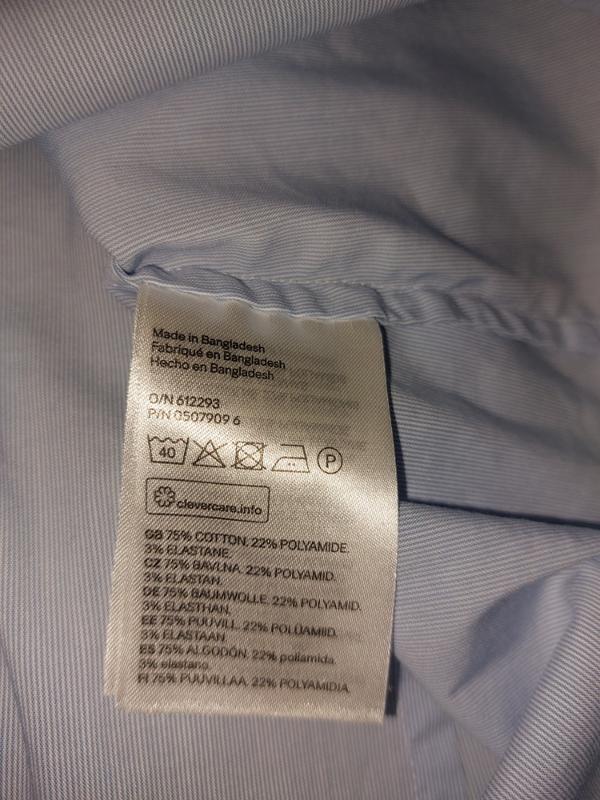 Made in Bangladesh
Fabriqué en Bangladesh
Hecho en Bangladesh
O/N 612293
P/N 0507909 6
40 P
clevercare.info
GB 75% COTTON. 22% POLYAMIDE.
3% ELASTANE.
CZ 75% BAVLNA. 22% POLYAMID.
3% ELASTAN.
DE 75% BAUMWOLLE. 22% POLYAMID.
3% ELASTHAN.
EE 75% PUUVILL. 22% POLÜAMIID.
3% ELASTAAN
ES 75% ALGODÓN. 22% poliamida.
3% elastano.
FI 75% PUUVILLAA. 22% POLYAMIDIA.